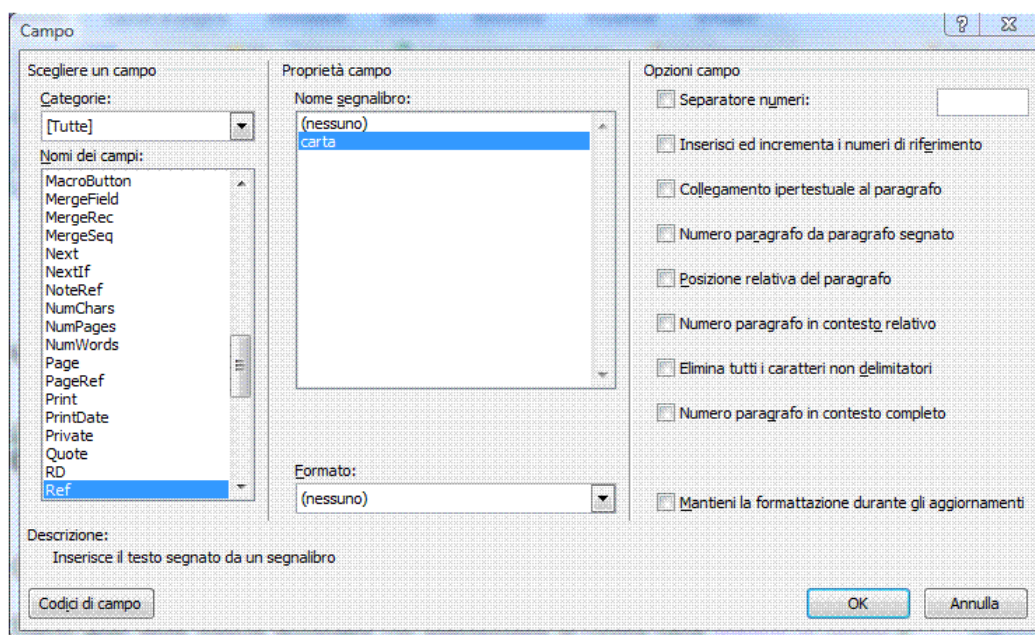 Campo
Scegliere un campo
Categorie:
[Tutte]
Nomi dei campi:
MacroButton
MergeField
MergeRec
MergeSeq
Next
NextIf
NoteRef
NumChars
NumPages
NumWords
Page
PageRef
Print
PrintDate
Private
Quote
RD
Ref
Proprietà campo
Nome segnalibro:
(nessuno)
carta
Formato:
(nessuno)
Opzioni campo
Separatore numeri:
Inserisci ed incrementa i numeri di riferimento
Collegamento ipertestuale al paragrafo
Numero paragrafo da paragrafo segnato
Posizione relativa del paragrafo
Numero paragrafo in contesto relativo
Elimina tutti i caratteri non delimitatori
Numero paragrafo in contesto completo
Mantieni la formattazione durante gli aggiornamenti
Descrizione:
Inserisce il testo segnato da un segnalibro
Codici di campo
OK
Annulla